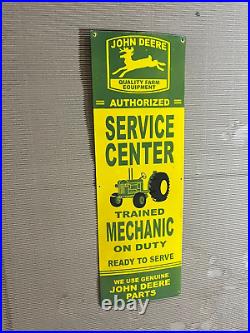 JOHN DEERE
QUALITY FARM
EQUIPMENT
AUTHORIZED
SERVICE
CENTER
TRAINED
MECHANIC
ON DUTY
READY TO SERVE
WE USE GENUINE
JOHN DEERE
PARTS